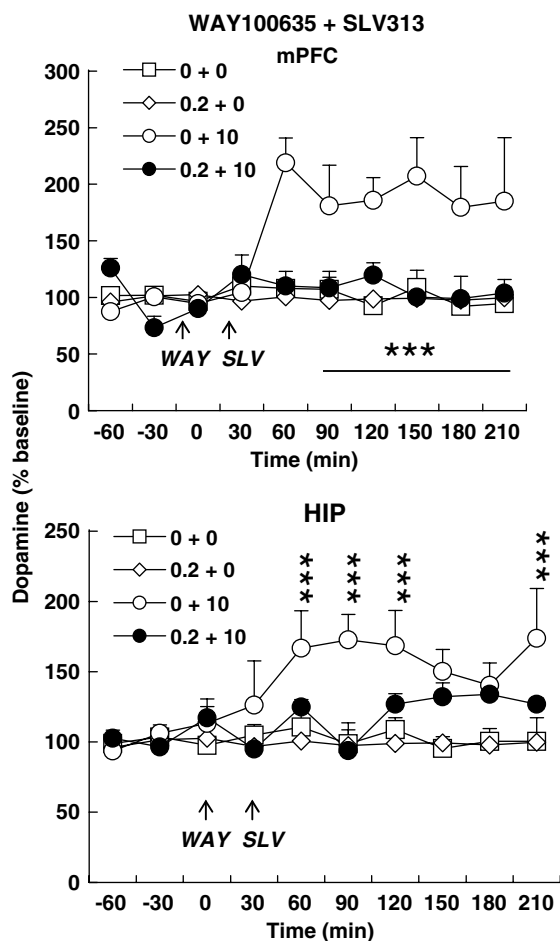 WAY100635 + SLV313
mPFC
300
250
200
150
100
50
0
0 + 0
0.2 + 0
0 + 10
0.2 + 10
WAY SLV
***
-60 -30 0 30 60 90 120 150 180 210
Time (min)
Dopamine (% baseline)
HIP
250
200
150
100
50
0
0 + 0
0.2 + 0
0 + 10
0.2 + 10
*** *** *** ***
WAY SLV
-60 -30 0 30 60 90 120 150 180 210
Time (min)